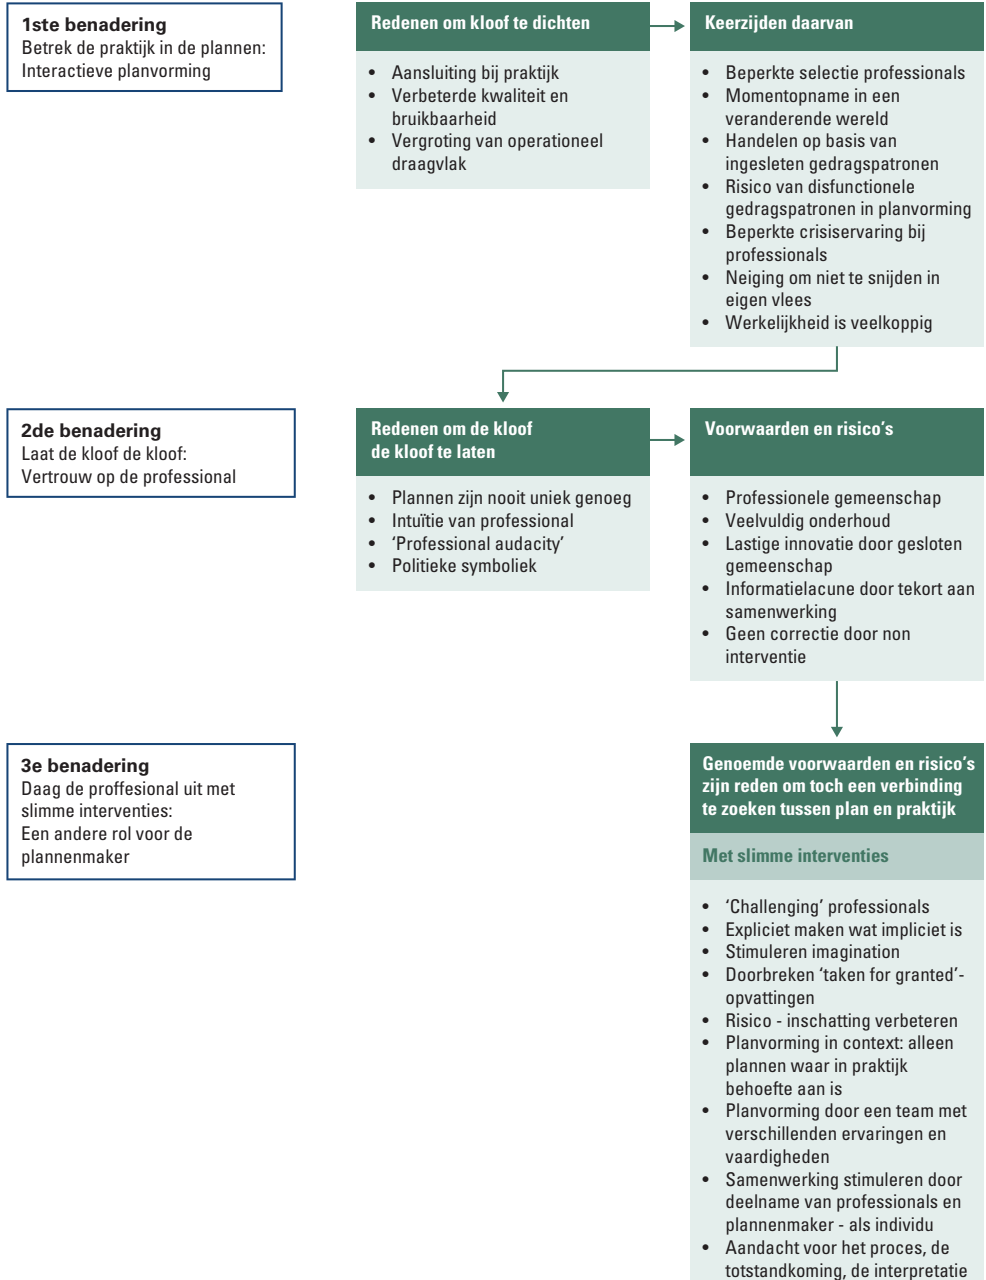 1ste benadering
Betrek de praktijk in de plannen:
Interactieve planvorming
Redenen om kloof te dichten
• Aansluiting bij praktijk
• Verbeterde kwaliteit en
bruikbaarheid
• Vergroting van operationeel
draagvlak
Keerzijden daarvan
• Beperkte selectie professionals
• Momentopname in een
veranderende wereld
• Handelen op basis van
ingesleten gedragspatronen
• Risico van disfunctionele
gedragspatronen in planvorming
• Beperkte crisiservaring bij
professionals
• Neiging om niet te snijden in
eigen vlees
• Werkelijkheid is veelkoppig
2de benadering
Laat de kloof de kloof:
Vertrouw op de professional
Redenen om de kloof
de kloof te laten
• Plannen zijn nooit uniek genoeg
• Intuïtie van professional
• ‘Professional audacity’
• Politieke symboliek
Voorwaarden en risico’s
• Professionele gemeenschap
• Veelvuldig onderhoud
• Lastige innovatie door gesloten
gemeenschap
• Informatielacune door tekort aan
samenwerking
• Geen correctie door non
interventie
3e benadering
Daag de proffesional uit met
slimme interventies:
Een andere rol voor de
plannenmaker
Genoemde voorwaarden en risico’s
zijn reden om toch een verbinding
te zoeken tussen plan en praktijk
Met slimme interventies
• ‘Challenging’ professionals
• Expliciet maken wat impliciet is
• Stimuleren imagination
• Doorbreken ‘taken for granted’-
opvattingen
• Risico - inschatting verbeteren
• Planvorming in context: alleen
plannen waar in praktijk
behoefte aan is
• Planvorming door een team met
verschillenden ervaringen en
vaardigheden
• Samenwerking stimuleren door
deelname van professionals en
plannenmaker - als individu
• Aandacht voor het proces, de
totstandkoming, de interpretatie